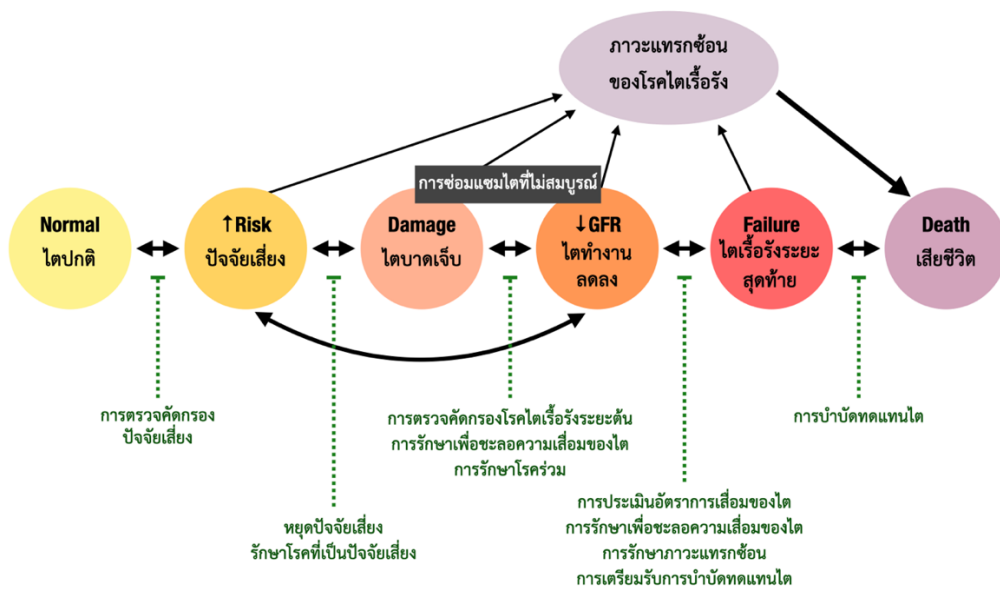 ภาวะแทรกซ้อน
ของโรคไตเรื้อรัง
การซ่อมแซมไตที่ไม่สมบูรณ์
Normal
ไตปกติ
↑Risk
ปัจจัยเสี่ยง
Damage
ไตบาดเจ็บ
↓GFR
ไตทำงาน
ลดลง
Failure
ไตเรื้อรังระยะ
สุดท้าย
Death
เสียชีวิต
การตรวจคัดกรอง
ปัจจัยเสี่ยง
หยุดปัจจัยเสี่ยง
รักษาโรคที่เป็นปัจจัยเสี่ยง
การตรวจคัดกรองโรคไตเรื้อรังระยะต้น
การรักษาเพื่อชะลอความเสื่อมของไต
การรักษาโรคร่วม
การประเมินอัตราการเสื่อมของไต
การรักษาเพื่อชะลอความเสื่อมของไต
การรักษาภาวะแทรกซ้อน
การเตรียมรับการบำบัดทดแทนไต
การบำบัดทดแทนไต